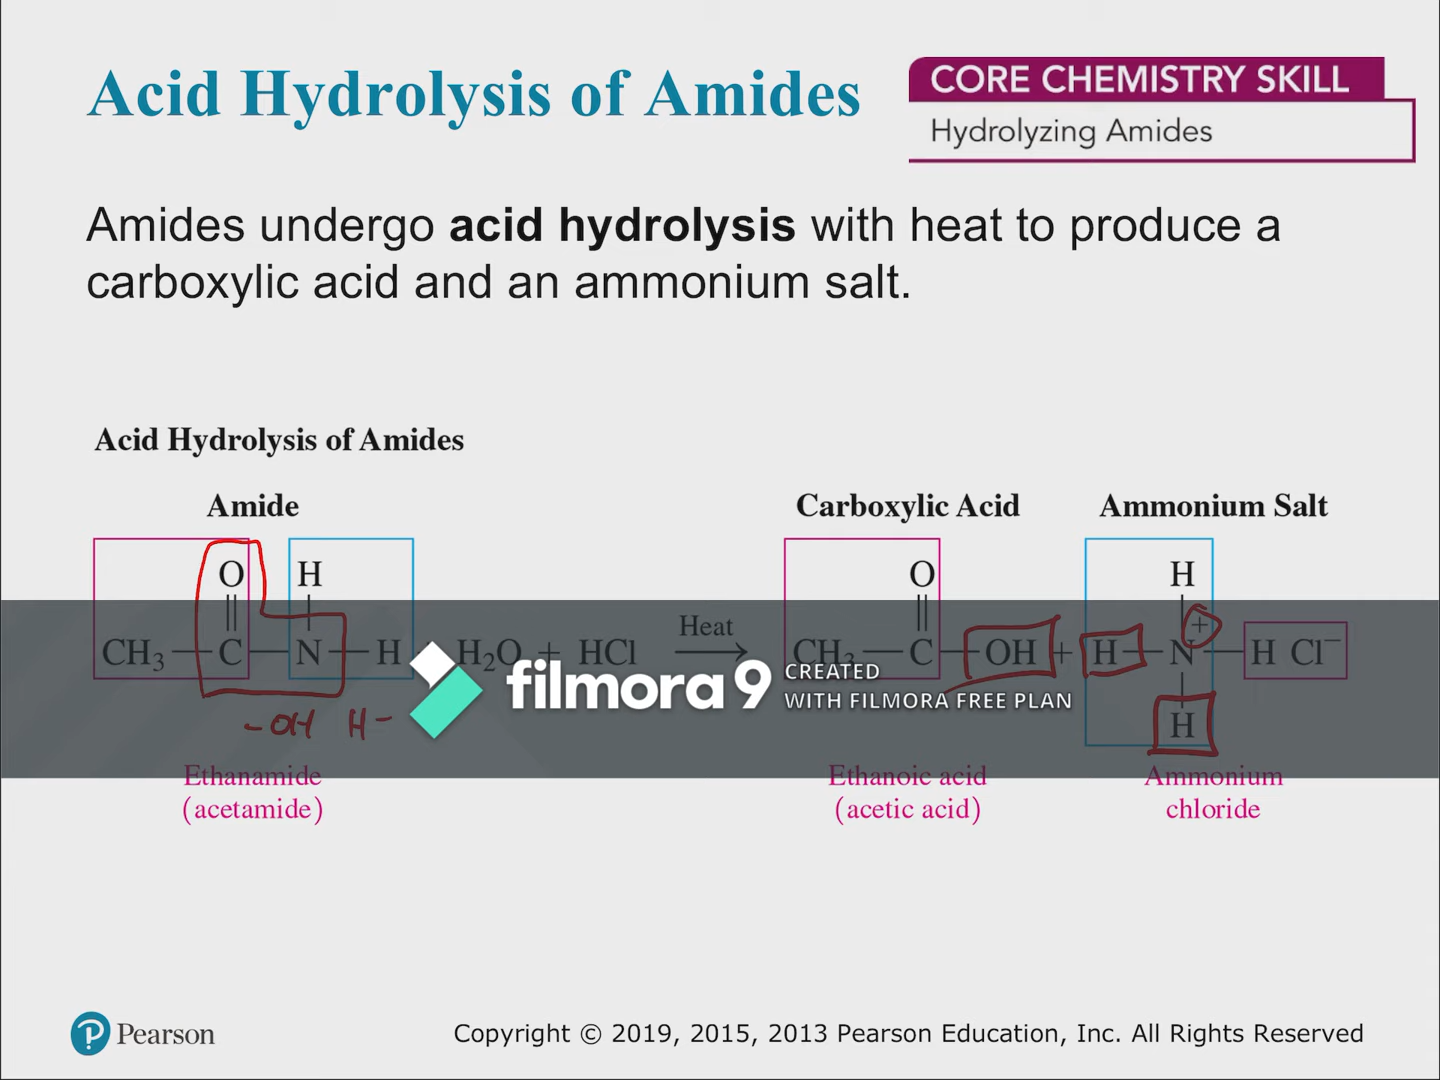 Acid Hydrolysis of Amides
CORE CHEMISTRY SKILL
Hydrolyzing Amides
Amides undergo acid hydrolysis with heat to produce a
carboxylic acid and an ammonium salt.
Acid Hydrolysis of Amides
Amide
Carboxylic Acid
Ammonium Salt
O H O H
CH₃—C—N—H H₂O + HCl Heat → CH₃—C—OH + H—N⁺—H Cl⁻
H
-OH H-
filmora 9
CREATED
WITH FILMORA FREE PLAN
Ethanamide
(acetamide)
Ethanoic acid
(acetic acid)
Ammonium
chloride
Pearson
Copyright © 2019, 2015, 2013 Pearson Education, Inc. All Rights Reserved